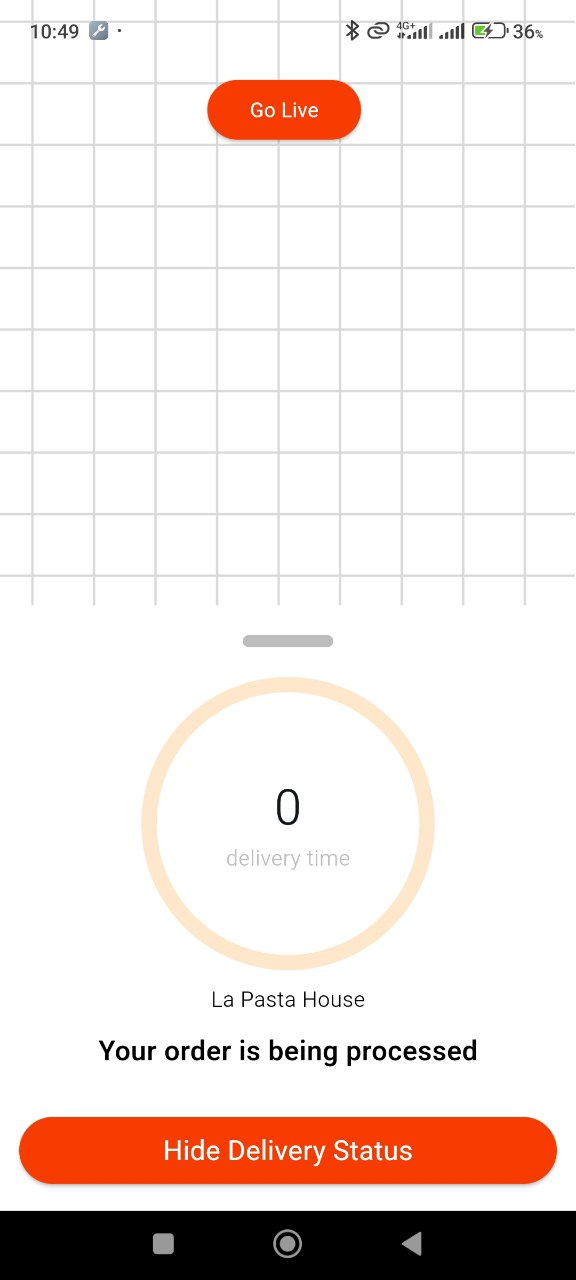 10:49 4G+ 36%
Go Live
0
delivery time
La Pasta House
Your order is being processed
Hide Delivery Status